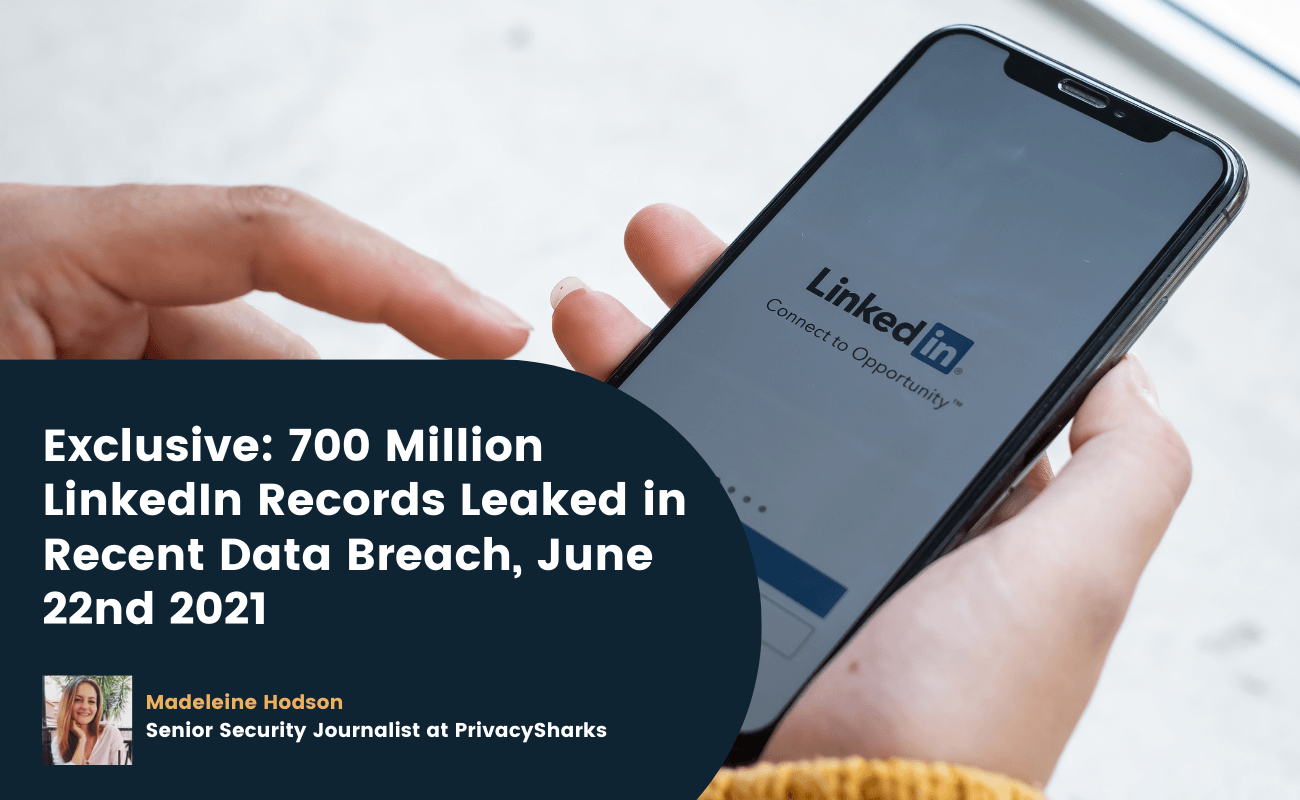 Linkedin®
Connect to Opportunity™
Exclusive: 700 Million
LinkedIn Records Leaked in
Recent Data Breach, June
22nd 2021
Madeleine Hodson
Senior Security Journalist at PrivacySharks